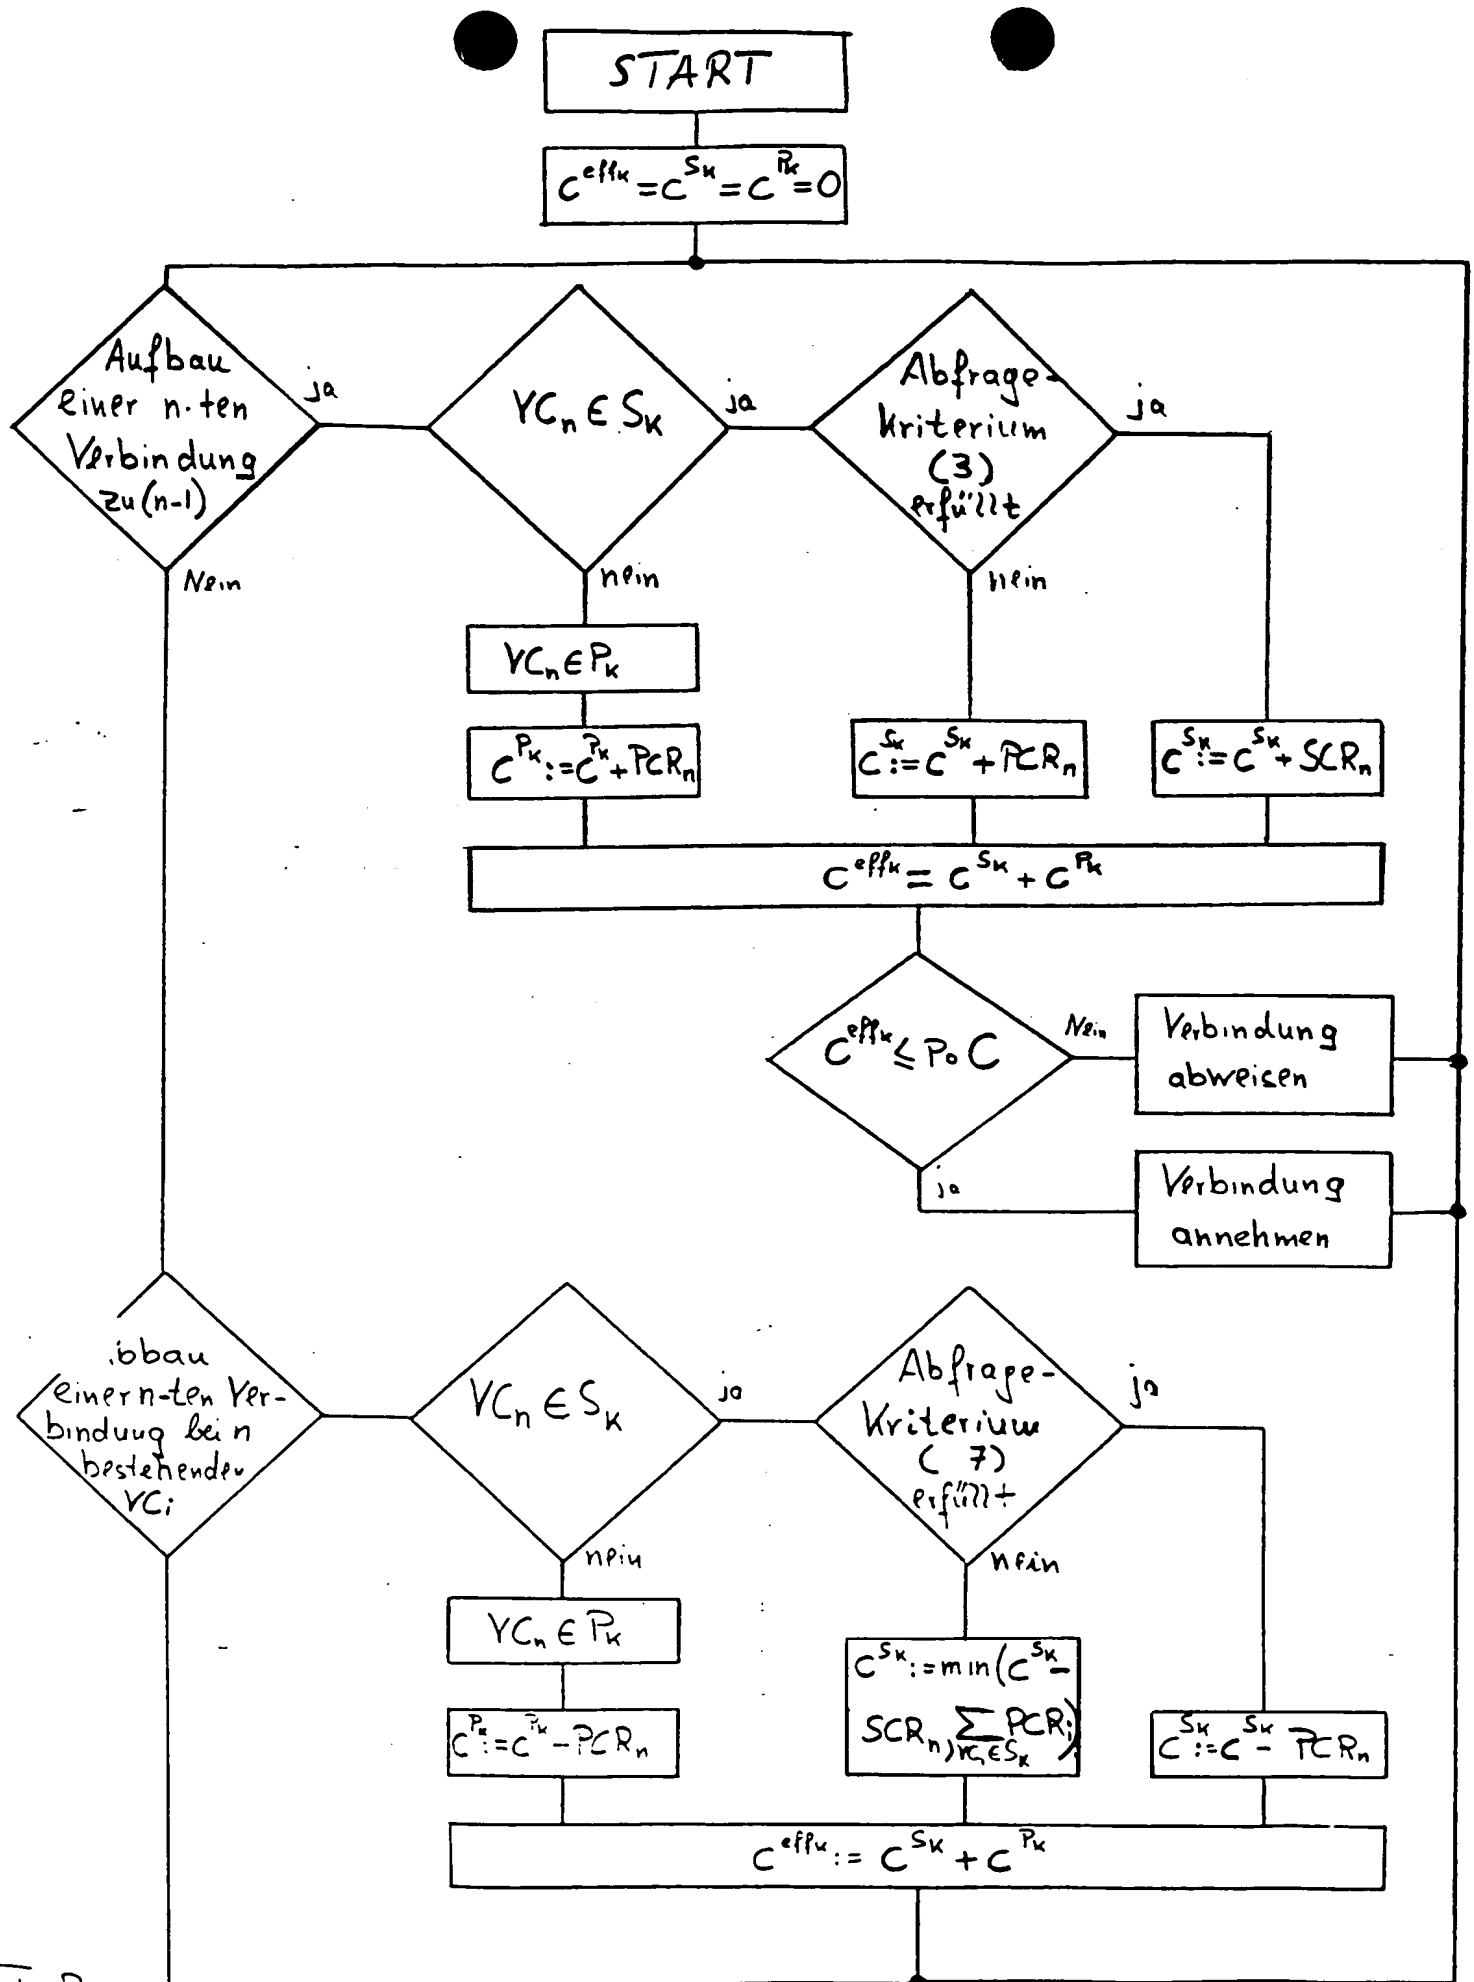 START
C^effk = C^Sk = C^Pk = 0
Aufbau
einer n-ten
Verbindung
zu (n-1)
ja
Nein
VC_n ∈ S_K
ja
nein
Abfrage-
kriterium
(3)
erfüllt
ja
nein
VC_n ∈ P_K
C^Pk := C^Pk + PCR_n
C^Sk := C^Sk + PCR_n
C^Sk := C^Sk + SCR_n
C^effk = C^Sk + C^Pk
C^effk ≤ P_0 C
Nein
ja
Verbindung
abweisen
Verbindung
annehmen
bbau
einer n-ten Ver-
bindung bei n
bestehenden
VC_i
VC_n ∈ S_K
ja
nein
Abfrage-
kriterium
(7)
erfüllt
ja
nein
VC_n ∈ P_K
C^Pk := C^Pk - PCR_n
C^Sk := min(C^Sk -
SCR_n, ∑_{VC_i ∈ S_k} PCR_i)
C^Sk := C^Sk - PCR_n
C^effk := C^Sk + C^Pk